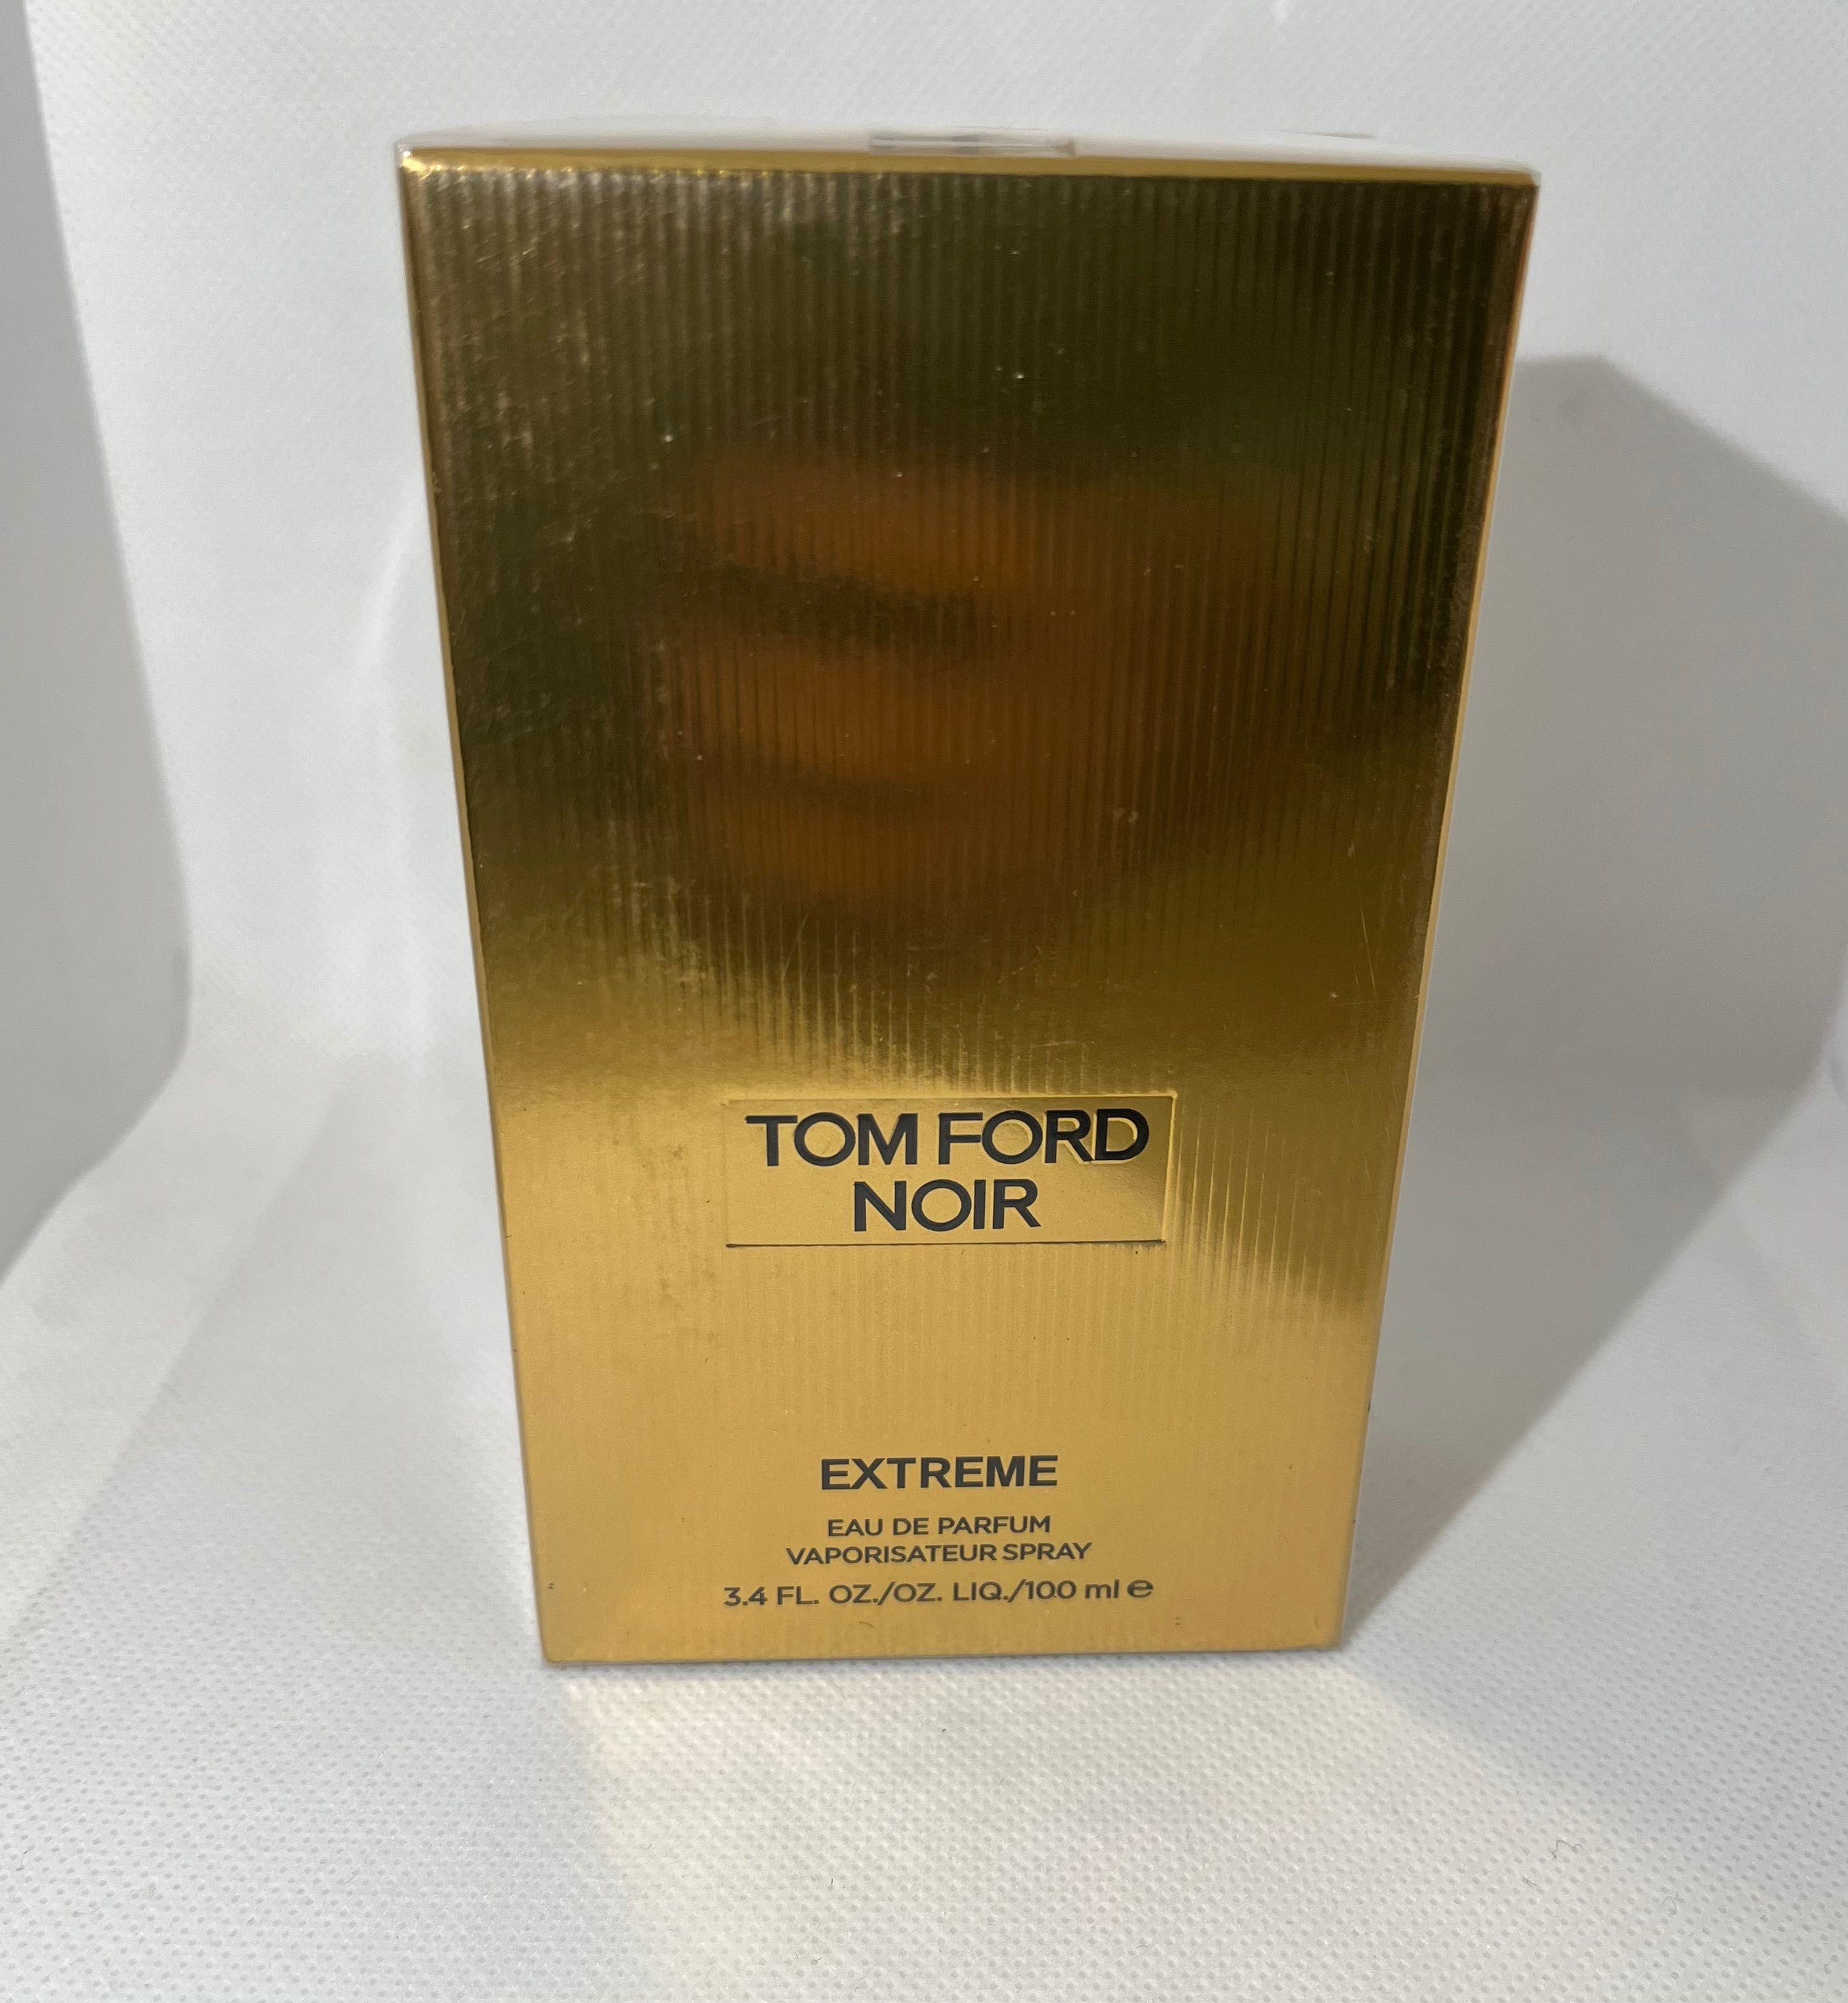 TOM FORD
NOIR
EXTREME
EAU DE PARFUM
VAPORISATEUR SPRAY
3.4 FL. OZ./OZ. LIQ./100 ml ℮